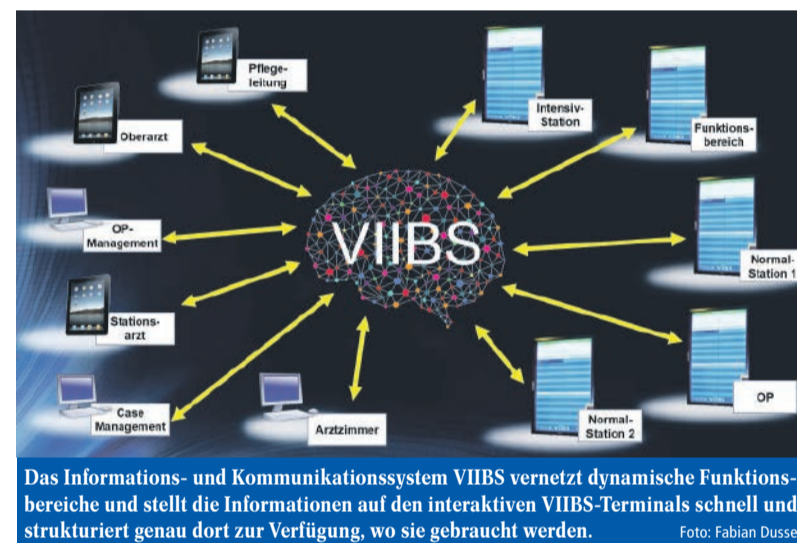 Pflege-
leitung
Oberarzt
OP-
Management
Stations-
arzt
Case
Management
Arztzimmer
VIIBS
Intensiv-
Station
Funktions-
bereich
Normal-
Station 1
OP
Normal-
Station 2
Das Informations- und Kommunikationssystem VIIBS vernetzt dynamische Funktions-
bereiche und stellt die Informationen auf den interaktiven VIIBS-Terminals schnell und
strukturiert genau dort zur Verfügung, wo sie gebraucht werden. Foto: Fabian Dusse